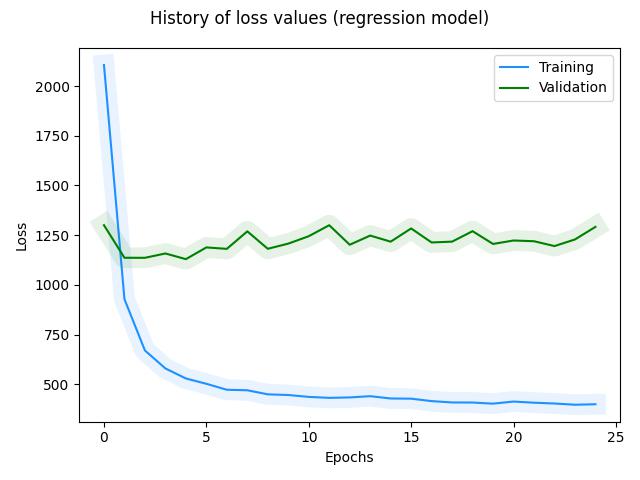 History of loss values (regression model)
Training
Validation
2000
1750
1500
1250
1000
750
500
Loss
0 5 10 15 20 25
Epochs